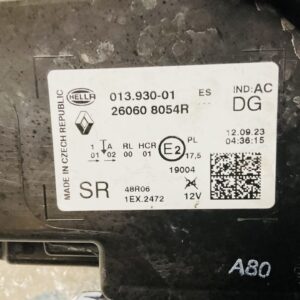 HELLA
013.930-01 ES IND:AC
26060 8054R DG
MADE IN CZECH REPUBLIC
12.09.23
04:36:15
1 A RL HCR E2 PL
01 02 00 01 17,5
19004
SR 48R06 12V
1EX.2472
A80